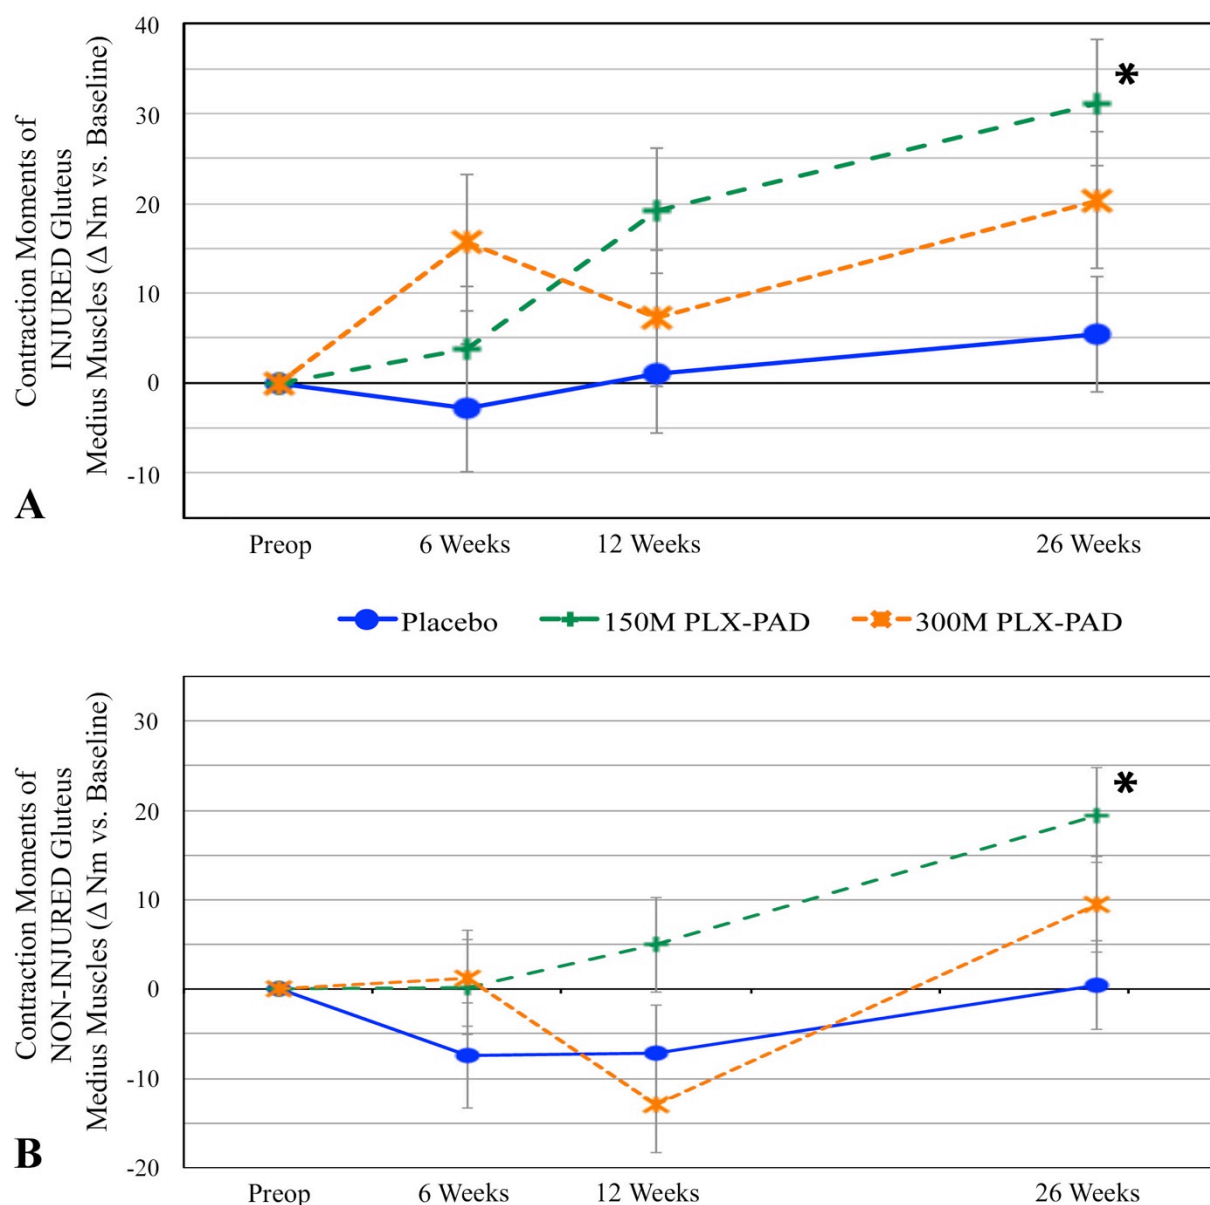 Contraction Moments of
INJURED Gluteus
Medius Muscles (Δ Nm vs. Baseline)
40
30
20
10
0
-10
A
*
Preop 6 Weeks 12 Weeks 26 Weeks
Placebo 150M PLX-PAD 300M PLX-PAD
Contraction Moments of
NON-INJURED Gluteus
Medius Muscles (Δ Nm vs. Baseline)
30
20
10
0
-10
-20
B
*
Preop 6 Weeks 12 Weeks 26 Weeks